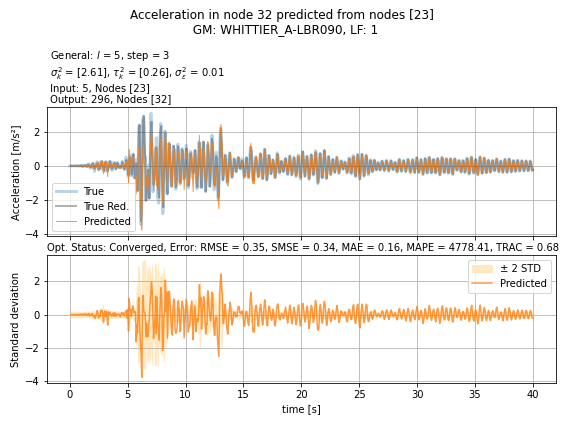 Acceleration in node 32 predicted from nodes [23]
GM: WHITTIER_A-LBR090, LF: 1
General: l = 5, step = 3
σ²ₖ = [2.61], τ²ₖ = [0.26], σ²ε = 0.01
Input: 5, Nodes [23]
Output: 296, Nodes [32]
Acceleration [m/s²]
2
0
−2
−4
True
True Red.
Predicted
Opt. Status: Converged, Error: RMSE = 0.35, SMSE = 0.34, MAE = 0.16, MAPE = 4778.41, TRAC = 0.68
Standard deviation
2
0
−2
−4
± 2 STD
Predicted
0 5 10 15 20 25 30 35 40
time [s]